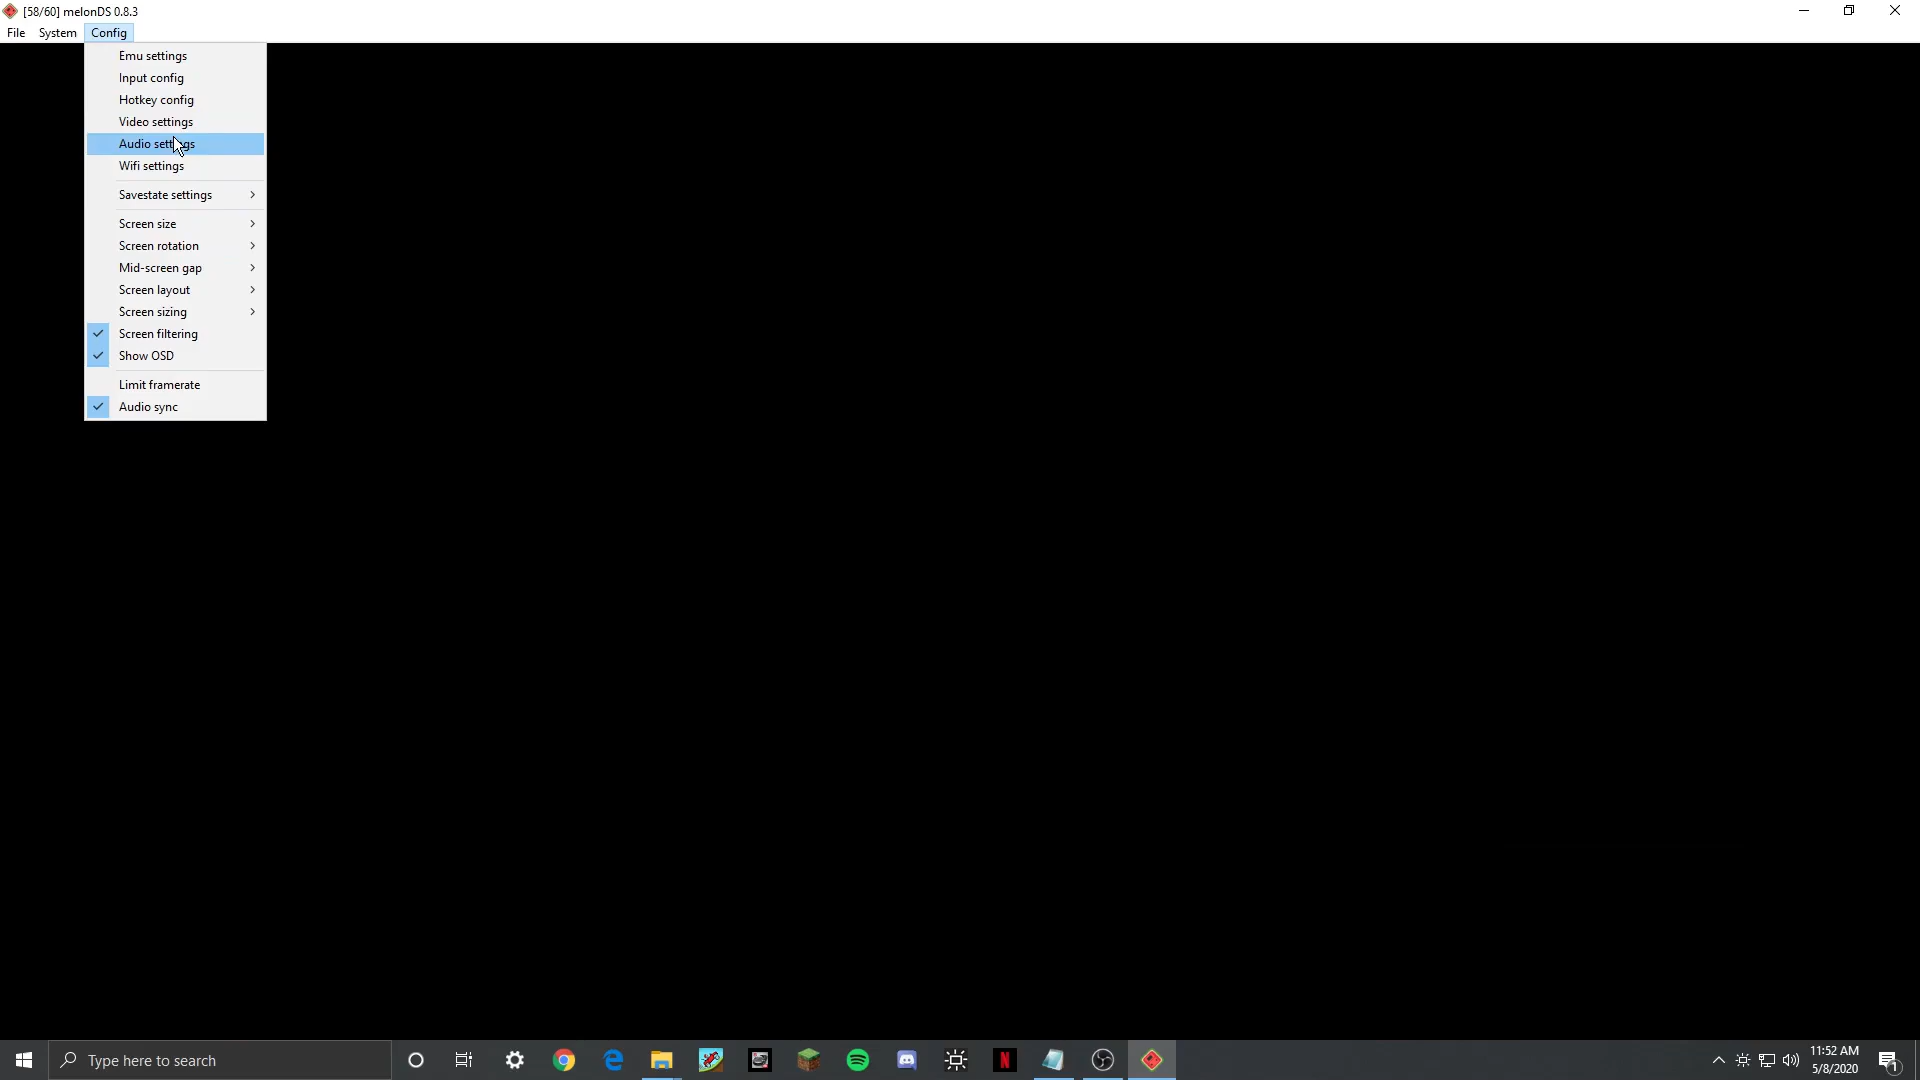 [58/60] melonDS 0.8.3
File System Config
Emu settings
Input config
Hotkey config
Video settings
Audio settings
Wifi settings
Savestate settings
Screen size
Screen rotation
Mid-screen gap
Screen layout
Screen sizing
Screen filtering
Show OSD
Limit framerate
Audio sync
Type here to search
N
11:52 AM
5/8/2020
1